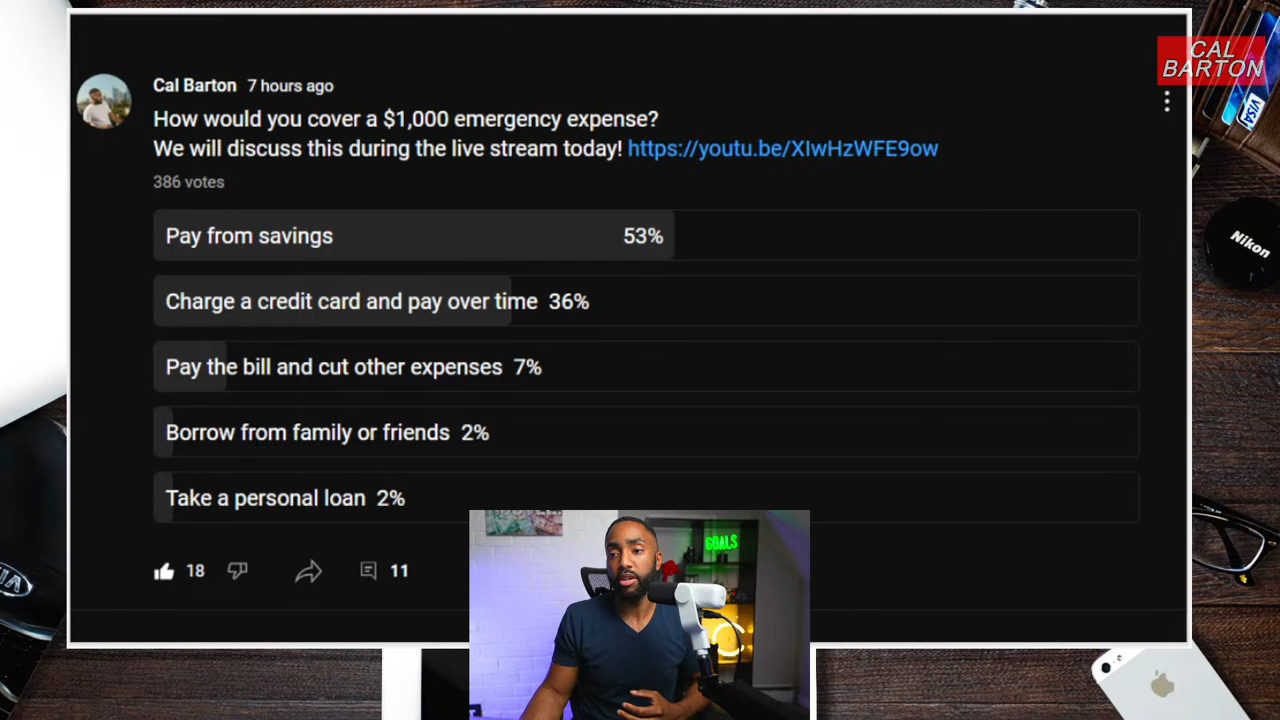 CAL
BARTON
Cal Barton 7 hours ago
How would you cover a $1,000 emergency expense?
We will discuss this during the live stream today! https://youtu.be/XIwHzWFE9ow
386 votes
Pay from savings 53%
Charge a credit card and pay over time 36%
Pay the bill and cut other expenses 7%
Borrow from family or friends 2%
Take a personal loan 2%
18 11
VISA
Nikon
KIA
GOALS